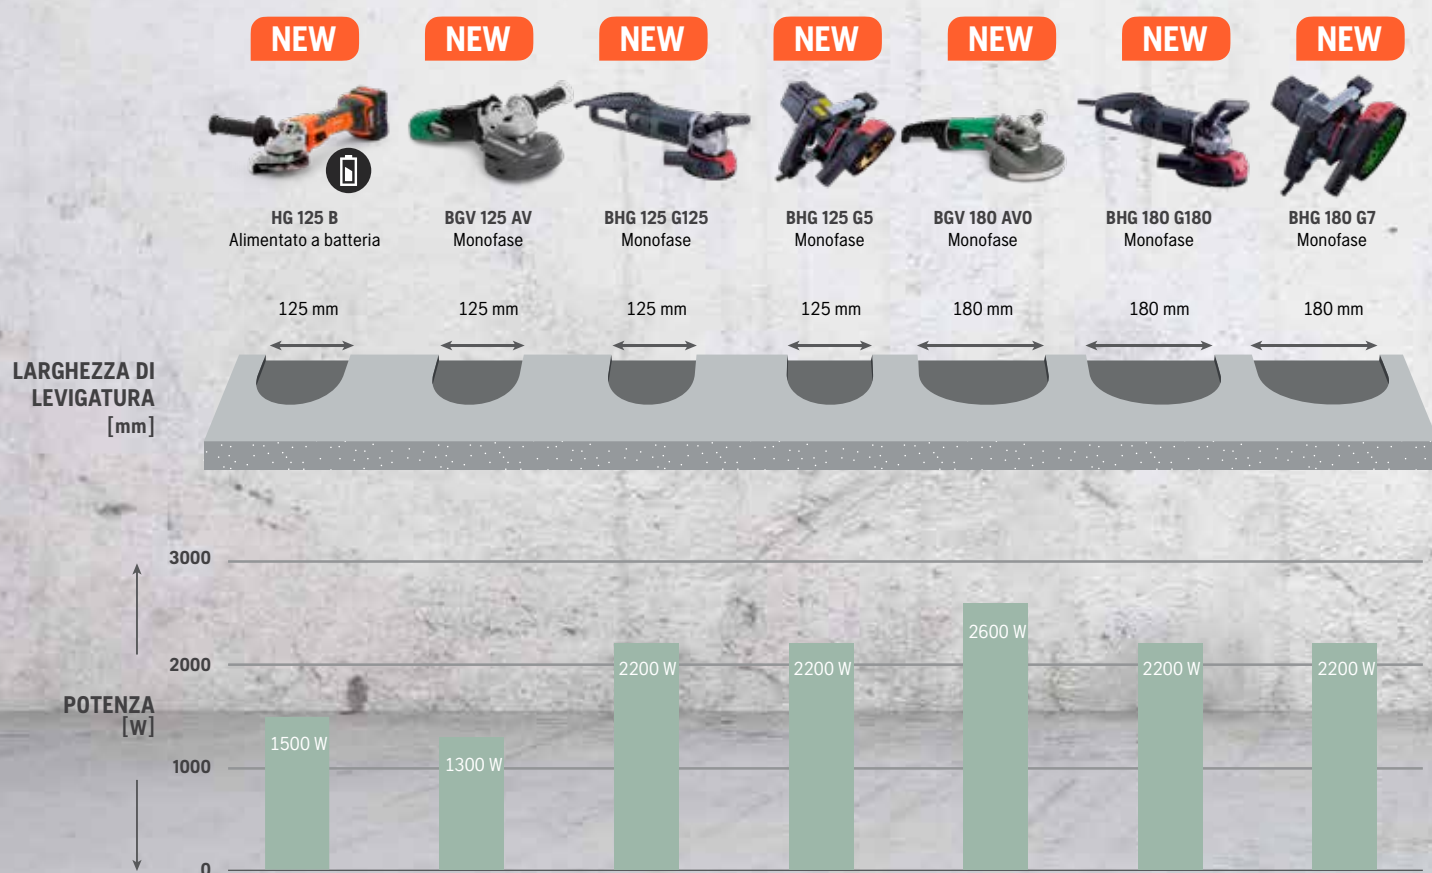 NEW NEW NEW NEW NEW NEW NEW
HG 125 B BGV 125 AV BHG 125 G125 BHG 125 G5 BGV 180 AVO BHG 180 G180 BHG 180 G7
Alimentato a batteria Monofase Monofase Monofase Monofase Monofase Monofase
125 mm 125 mm 125 mm 125 mm 180 mm 180 mm 180 mm
LARGHEZZA DI
LEVIGATURA
[mm]
3000
2600 W
2000
2200 W 2200 W 2200 W 2200 W
POTENZA
[W]
1500 W
1300 W
1000
0